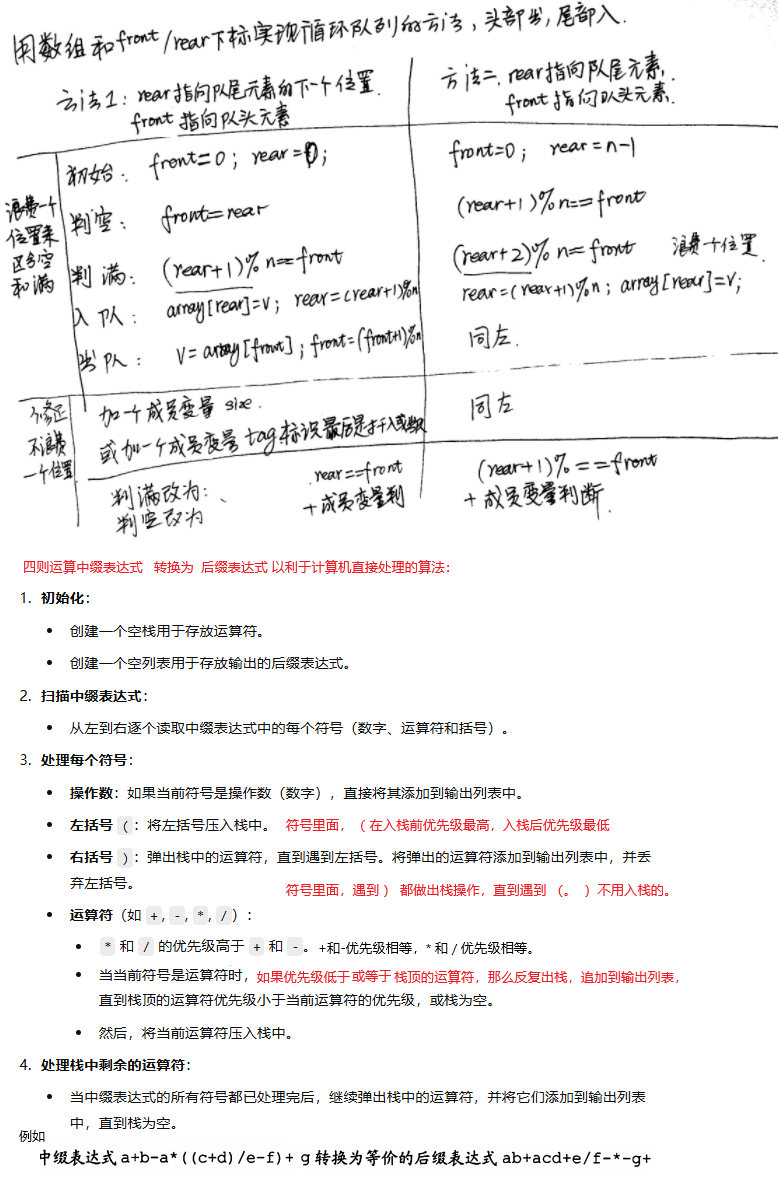 用数组和front/rear下标实现循环队列的方法,头部出,尾部入.
方法1:rear指向队尾元素的下一个位置.
front指向队头元素
方法二、rear指向队尾元素,
front指向队头元素.
浪费一个
位置来
区分空
和满
初始: front=0; rear=0;
front=0; rear=n-1
判空: front=rear
(rear+1)%n==front
判满: (rear+1)%n==front
(rear+2)%n==front 浪费一个位置.
入队: array[rear]=v; rear=(rear+1)%n
rear=(rear+1)%n; array[rear]=v;
出队: v=array[front]; front=(front+1)%n
同左.
修正
不浪费
一个位置
加一个成员变量 size.
或加一个成员变量 tag标识最后是插入或
同左
判满改为:、
判空改为
rear==front
+成员变量判
(rear+1)%==front
+成员变量判断.
四则运算中缀表达式 转换为 后缀表达式 以利于计算机直接处理的算法:
1. 初始化:
• 创建一个空栈用于存放运算符。
• 创建一个空列表用于存放输出的后缀表达式。
2. 扫描中缀表达式:
• 从左到右逐个读取中缀表达式中的每个符号(数字、运算符和括号)。
3. 处理每个符号:
• 操作数:如果当前符号是操作数(数字),直接将其添加到输出列表中。
• 左括号 ( :将左括号压入栈中。 符号里面,( 在入栈前优先级最高,入栈后优先级最低
• 右括号 ) :弹出栈中的运算符,直到遇到左括号。将弹出的运算符添加到输出列表中,并丢
弃左括号。 符号里面,遇到 ) 都做出栈操作,直到遇到 (。 )不用入栈的。
• 运算符(如 + , - , * , / ):
• * 和 / 的优先级高于 + 和 - 。+和-优先级相等,* 和 / 优先级相等。
• 当当前符号是运算符时,如果优先级低于或等于栈顶的运算符,那么反复出栈,追加到输出列表,
直到栈顶的运算符优先级小于当前运算符的优先级,或栈为空。
• 然后,将当前运算符压入栈中。
4. 处理栈中剩余的运算符:
• 当中缀表达式的所有符号都已处理完后,继续弹出栈中的运算符,并将它们添加到输出列表
中,直到栈为空。
例如
中缀表达式 a+b-a*((c+d)/e-f)+ g 转换为等价的后缀表达式 ab+acd+e/f-*-g+